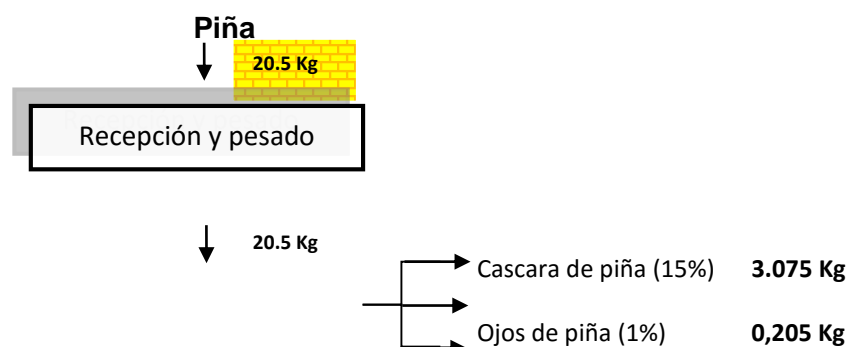 Piña
20.5 Kg
Recepción y pesado
20.5 Kg
Cascara de piña (15%) 3.075 Kg
Ojos de piña (1%) 0,205 Kg